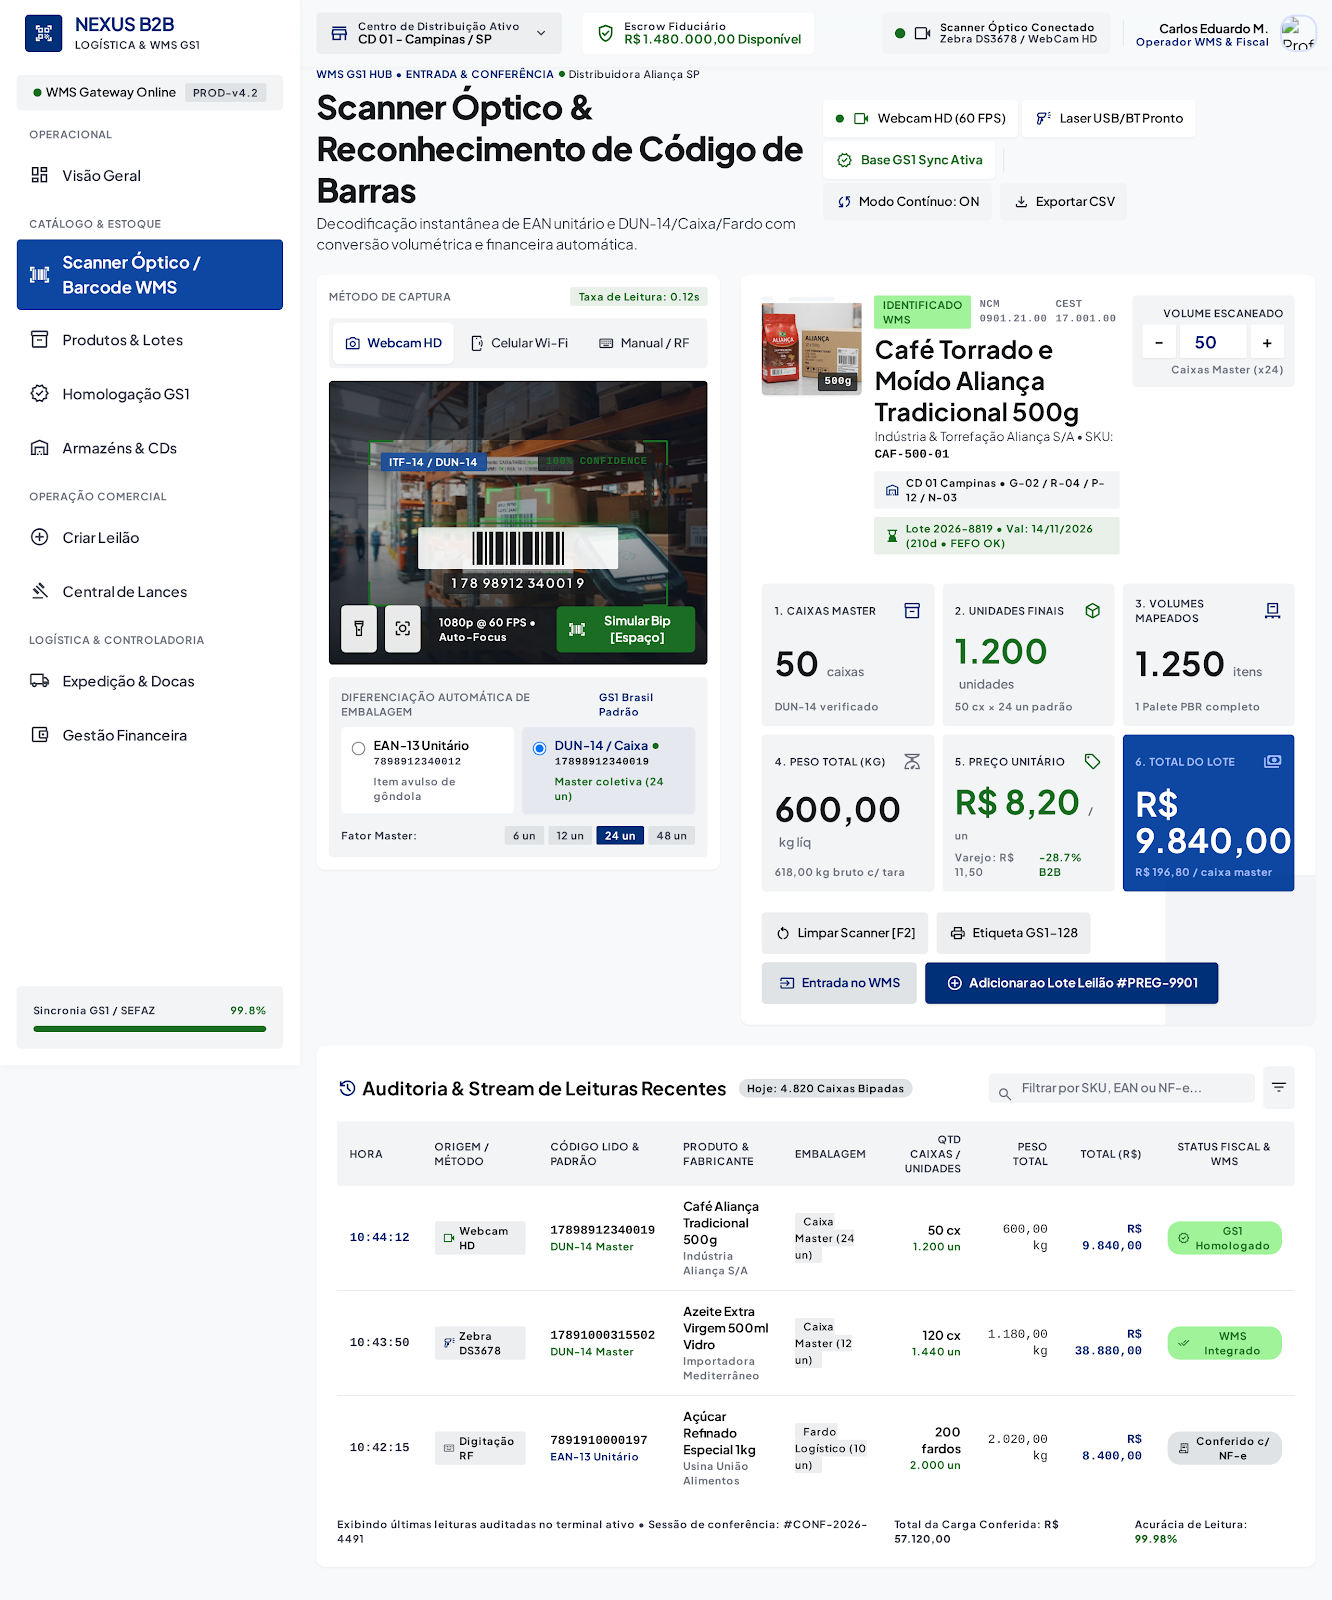 NEXUS B2B
LOGÍSTICA & WMS GS1
WMS Gateway Online
PROD-v4.2
OPERACIONAL
Visão Geral
CATÁLOGO & ESTOQUE
Scanner Óptico /
Barcode WMS
Produtos & Lotes
Homologação GS1
Armazéns & CDs
OPERAÇÃO COMERCIAL
Criar Leilão
Central de Lances
LOGÍSTICA & CONTROLADORIA
Expedição & Docas
Gestão Financeira
Sincronia GS1 / SEFAZ 99.8%
Centro de Distribuição Ativo
CD 01 - Campinas / SP
Escrow Fiduciário
R$ 1.480.000,00 Disponível
Scanner Óptico Conectado
Zebra DS3678 / WebCam HD
Carlos Eduardo M.
Operador WMS & Fiscal
Prof
WMS GS1 HUB • ENTRADA & CONFERÊNCIA • Distribuidora Aliança SP
Scanner Óptico &
Reconhecimento de Código de
Barras
Decodificação instantânea de EAN unitário e DUN-14/Caixa/Fardo com
conversão volumétrica e financeira automática.
Webcam HD (60 FPS)
Laser USB/BT Pronto
Base GS1 Sync Ativa
Modo Contínuo: ON
Exportar CSV
MÉTODO DE CAPTURA
Taxa de Leitura: 0.12s
Webcam HD
Celular Wi-Fi
Manual / RF
ITF-14 / DUN-14
100% CONFIDENCE
1 78 98912 34001 9
1080p @ 60 FPS •
Auto-Focus
Simular Bip
[Espaço]
DIFERENCIAÇÃO AUTOMÁTICA DE
EMBALAGEM
GS1 Brasil
Padrão
EAN-13 Unitário
7898912340012
Item avulso de
gôndola
DUN-14 / Caixa •
17898912340019
Master coletiva (24
un)
Fator Master:
6 un
12 un
24 un
48 un
ALIANÇA
ALIANÇA
500g
IDENTIFICADO
WMS
NCM
0901.21.00
CEST
17.001.00
Café Torrado e
Moído Aliança
Tradicional 500g
Indústria & Torrefação Aliança S/A • SKU:
CAF-500-01
CD 01 Campinas • G-02 / R-04 / P-
12 / N-03
Lote 2026-8819 • Val: 14/11/2026
(210d • FEFO OK)
VOLUME ESCANEADO
- 50 +
Caixas Master (x24)
1. CAIXAS MASTER
50 caixas
DUN-14 verificado
2. UNIDADES FINAIS
1.200
unidades
50 cx × 24 un padrão
3. VOLUMES
MAPEADOS
1.250 itens
1 Palete PBR completo
4. PESO TOTAL (KG)
600,00
kg líq
618,00 kg bruto c/ tara
5. PREÇO UNITÁRIO
R$ 8,20 /
un
Varejo: R$
11,50
-28.7%
B2B
6. TOTAL DO LOTE
R$
9.840,00
R$ 196,80 / caixa master
Limpar Scanner [F2]
Etiqueta GS1-128
Entrada no WMS
Adicionar ao Lote Leilão #PREG-9901
Auditoria & Stream de Leituras Recentes
Hoje: 4.820 Caixas Bipadas
Filtrar por SKU, EAN ou NF-e...
HORA
ORIGEM /
MÉTODO
CÓDIGO LIDO &
PADRÃO
PRODUTO &
FABRICANTE
EMBALAGEM
QTD
CAIXAS /
UNIDADES
PESO
TOTAL
TOTAL (R$)
STATUS FISCAL &
WMS
10:44:12
Webcam
HD
17898912340019
DUN-14 Master
Café Aliança
Tradicional
500g
Indústria
Aliança S/A
Caixa
Master (24
un)
50 cx
1.200 un
600,00
kg
R$
9.840,00
GS1
Homologado
10:43:50
Zebra
DS3678
17891000315502
DUN-14 Master
Azeite Extra
Virgem 500ml
Vidro
Importadora
Mediterrâneo
Caixa
Master (12
un)
120 cx
1.440 un
1.180,00
kg
R$
38.880,00
WMS
Integrado
10:42:15
Digitação
RF
7891910000197
EAN-13 Unitário
Açúcar
Refinado
Especial 1kg
Usina União
Alimentos
Fardo
Logístico (10
un)
200
fardos
2.000 un
2.020,00
kg
R$
8.400,00
Conferido c/
NF-e
Exibindo últimas leituras auditadas no terminal ativo • Sessão de conferência: #CONF-2026-
4491
Total da Carga Conferida: R$
57.120,00
Acurácia de Leitura:
99.98%